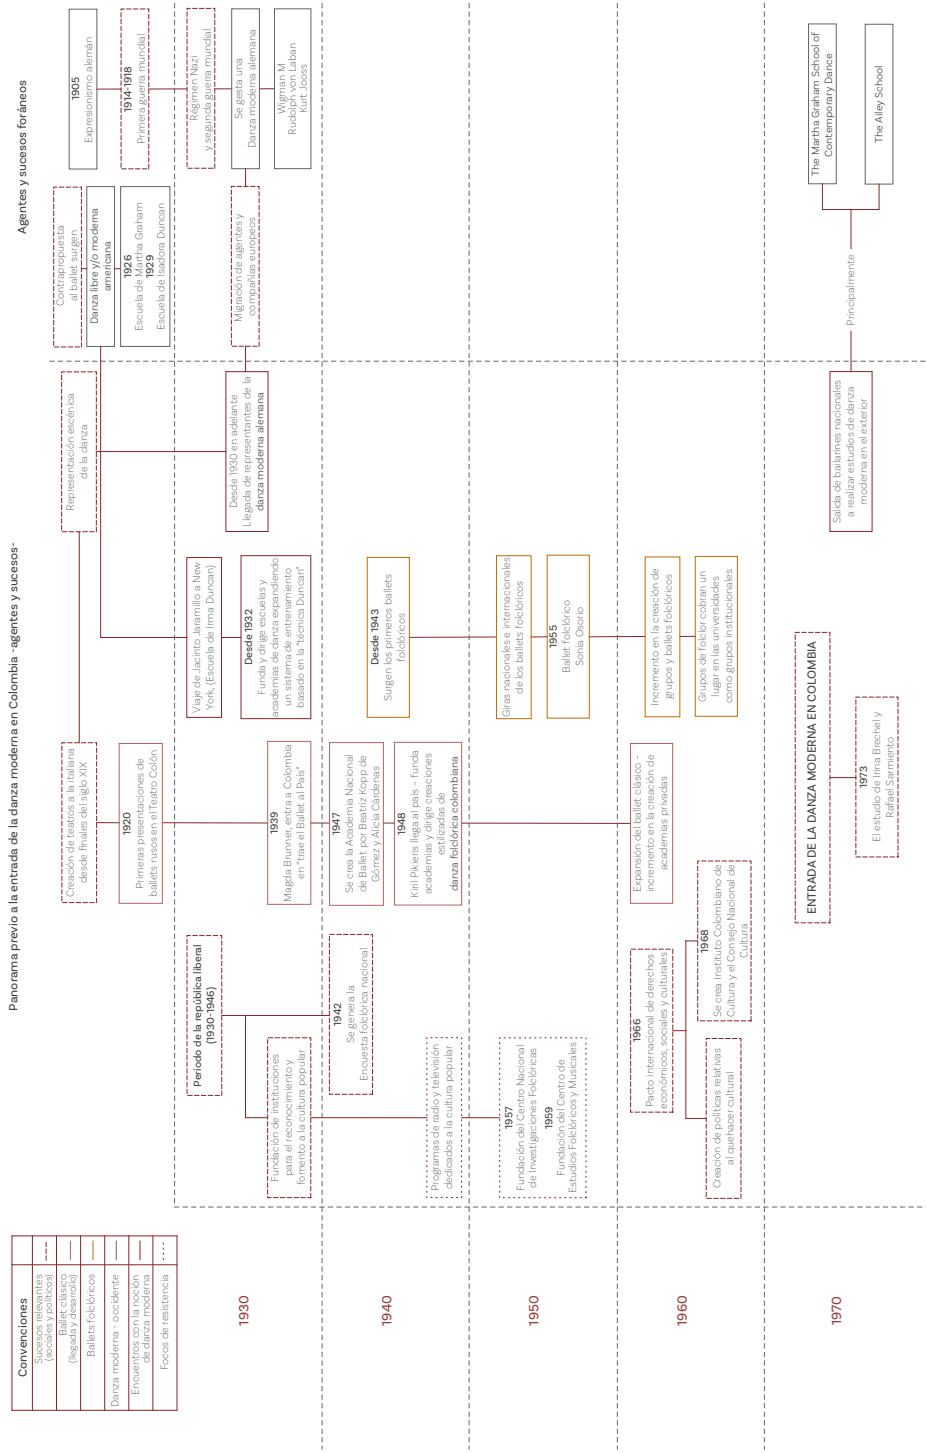 Panorama previo a la entrada de la danza moderna en Colombia -agentes y sucesos-
Agentes y sucesos foráneos
Convenciones
Sucesos relevantes
(sociales y políticos)
Ballet clásico
(llegada y desarrollo)
Ballets folclóricos
Danza moderna - occidente
Encuentros con la noción
de danza moderna
Focos de resistencia
Creación de teatros a la italiana
desde finales del siglo XIX
1920
Primeras presentaciones de
ballets rusos en el Teatro Colón
Representación escénica
de la danza
Contrapropuesta
al ballet surgen
Danza libre y/o moderna
americana
1926
Escuela de Martha Graham
1929
Escuela de Isadora Duncan
1905
Expresionismo alemán
1914-1918
Primera guerra mundial
1930
Periodo de la república liberal
(1930-1946)
Fundación de instituciones
para el reconocimiento y
fomento a la cultura popular
1939
Magda Brunner, entra a Colombia
en "trae el Ballet al País"
Viaje de Jacinto Jaramillo a New
York, (Escuela de Irma Duncan)
Desde 1932
Funda y dirige escuelas y
academias de danza expandiendo
un sistema de entrenamiento
basado en la "técnica Duncan"
Desde 1930 en adelante
Llegada de representantes de la
danza moderna alemana
Migración de agentes y
compañías europeos
Régimen Nazi
y segunda guerra mundial
Se gesta una
Danza moderna alemana
Wigman M
Rudolph von Laban
Kurt Jooss
1940
1942
Se genera la
Encuesta folclórica nacional
Programas de radio y televisión
dedicados a la cultura popular
1947
Se crea la Academia Nacional
de Ballet por Beatriz Kopp de
Gómez y Alicia Cárdenas
1948
Kiril Pikieris llega al país – funda
academias y dirige creaciones
estilizadas de
danza folclórica colombiana
Desde 1943
Surgen los primeros ballets
folclóricos
1950
1957
Fundación del Centro Nacional
de Investigaciones Folclóricas
1959
Fundación del Centro de
Estudios Folclóricos y Musicales
Giras nacionales e internacionales
de los ballets folclóricos
1955
Ballet folclórico
Sonia Osorio
1960
1966
Pacto internacional de derechos
económicos, sociales y culturales
Creación de políticas relativas
al quehacer cultural
1968
Se crea Instituto Colombiano de
Cultura y el Consejo Nacional de
Cultura
Expansión del ballet clásico –
incremento en la creación de
academias privadas
Incremento en la creación de
grupos y ballets folclóricos
Grupos de folclor cobran un
lugar en las universidades
como grupos institucionales
1970
ENTRADA DE LA DANZA MODERNA EN COLOMBIA
1973
El estudio de Irina Brechel y
Rafael Sarmiento
Salida de bailarines nacionales
a realizar estudios de danza
moderna en el exterior
Principalmente
The Martha Graham School of
Contemporary Dance
The Ailey School